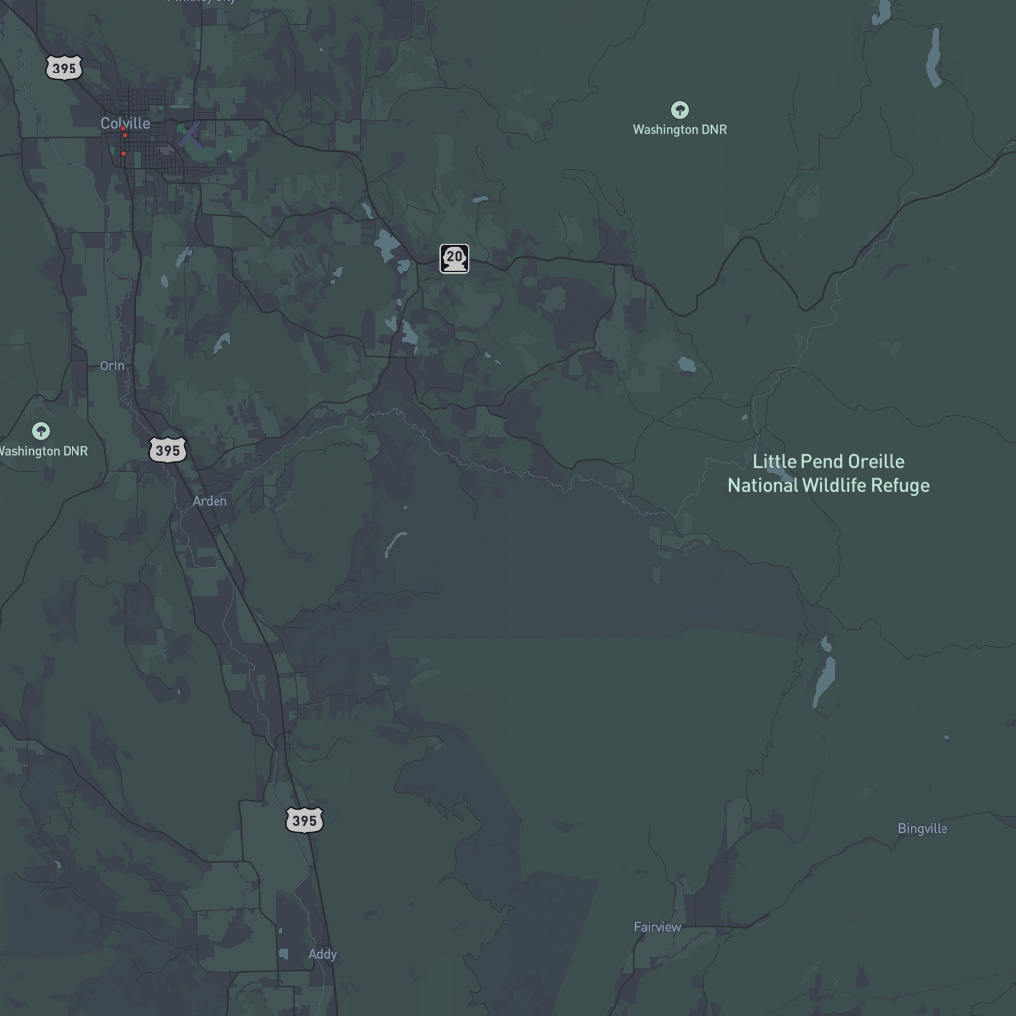 395
Colville
Washington DNR
20
Orin
Washington DNR
395
Little Pend Oreille
National Wildlife Refuge
Arden
395
Bingville
Fairview
Addy